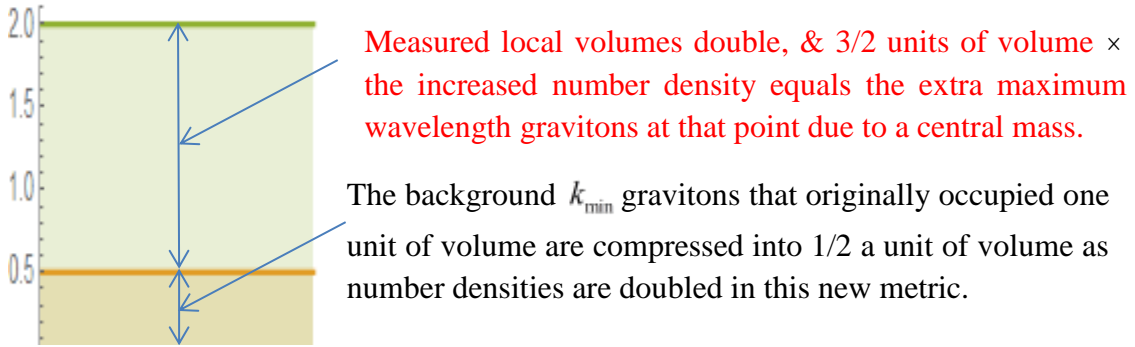 2.0
Measured local volumes double, & 3/2 units of volume ×
the increased number density equals the extra maximum
1.5
wavelength gravitons at that point due to a central mass.
1.0
The background k_min gravitons that originally occupied one
unit of volume are compressed into 1/2 a unit of volume as
0.5
number densities are doubled in this new metric.